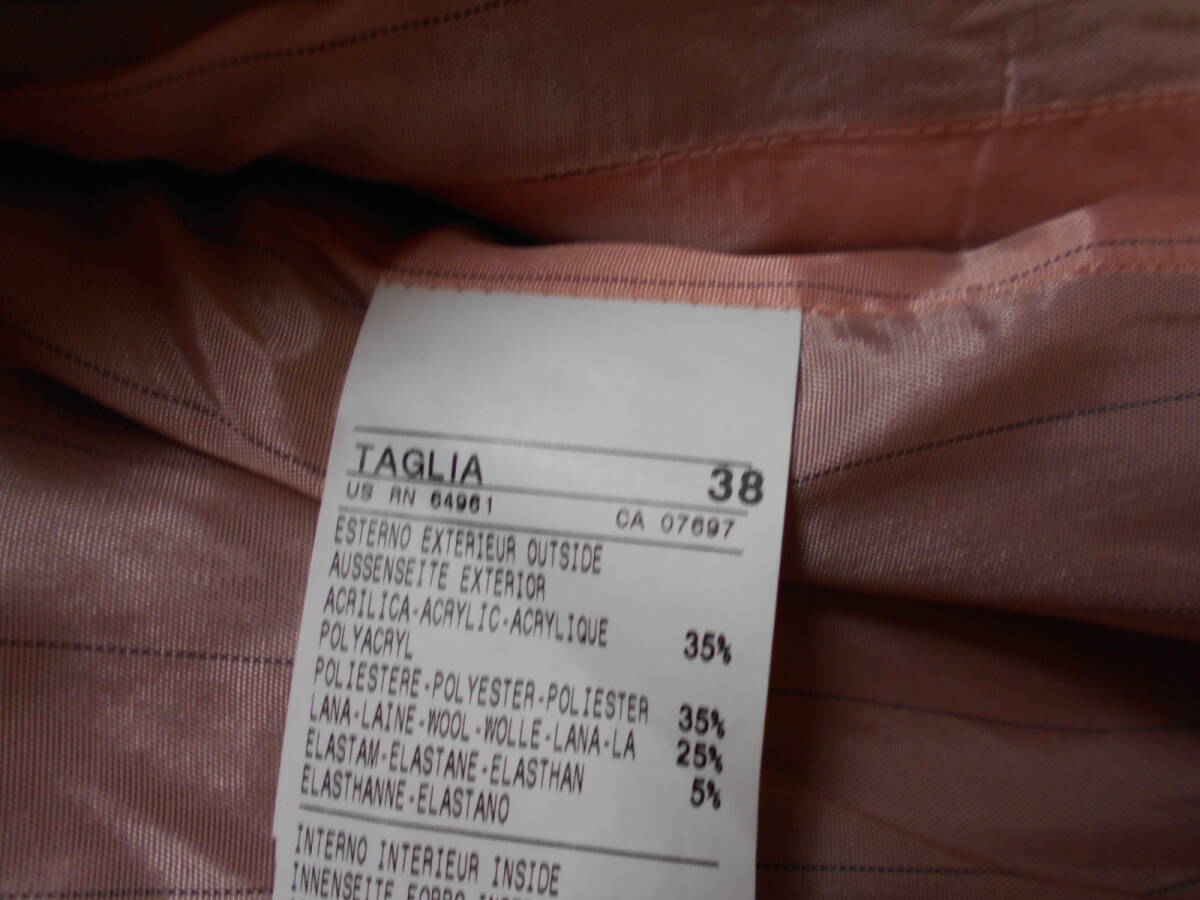 TAGLIA 38
US RN 64961 CA 07697
ESTERNO EXTERIEUR OUTSIDE
AUSSENSEITE EXTERIOR
ACRILICA-ACRYLIC-ACRYLIQUE
POLYACRYL 35%
POLIESTERE-POLYESTER-POLIESTER 35%
LANA-LAINE-WOOL-WOLLE-LANA-LA 25%
ELASTAM-ELASTANE-ELASTHAN 5%
ELASTHANNE-ELASTANO
INTERNO INTERIEUR INSIDE
INNENSEITE